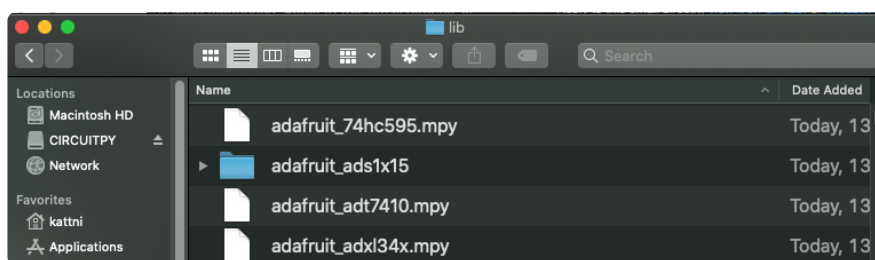 lib
Search
Locations
Macintosh HD
CIRCUITPY
Network
Favorites
kattni
Applications
Name Date Added
adafruit_74hc595.mpy Today, 13
adafruit_ads1x15 Today, 13
adafruit_adt7410.mpy Today, 13
adafruit_adxl34x.mpy Today, 13